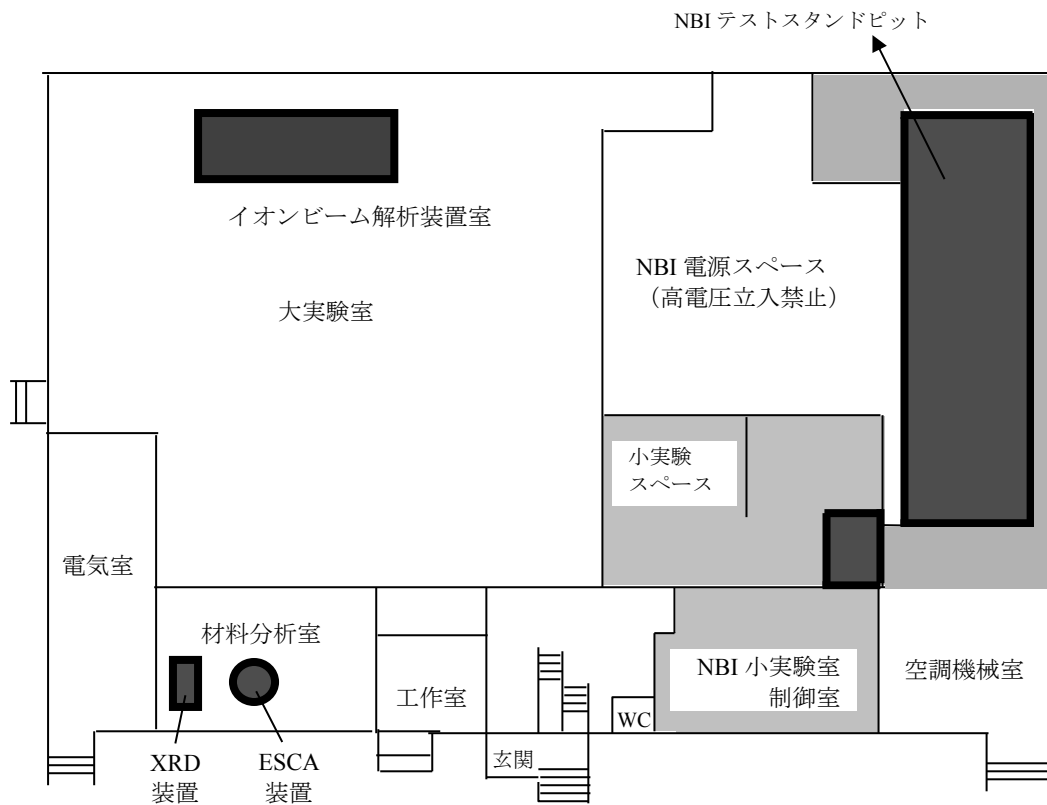 NBI テストスタンドピット
イオンビーム解析装置室
大実験室
NBI 電源スペース
（高電圧立入禁止）
小実験
スペース
電気室
材料分析室
工作室
WC
NBI 小実験室
制御室
空調機械室
玄関
XRD
装置
ESCA
装置